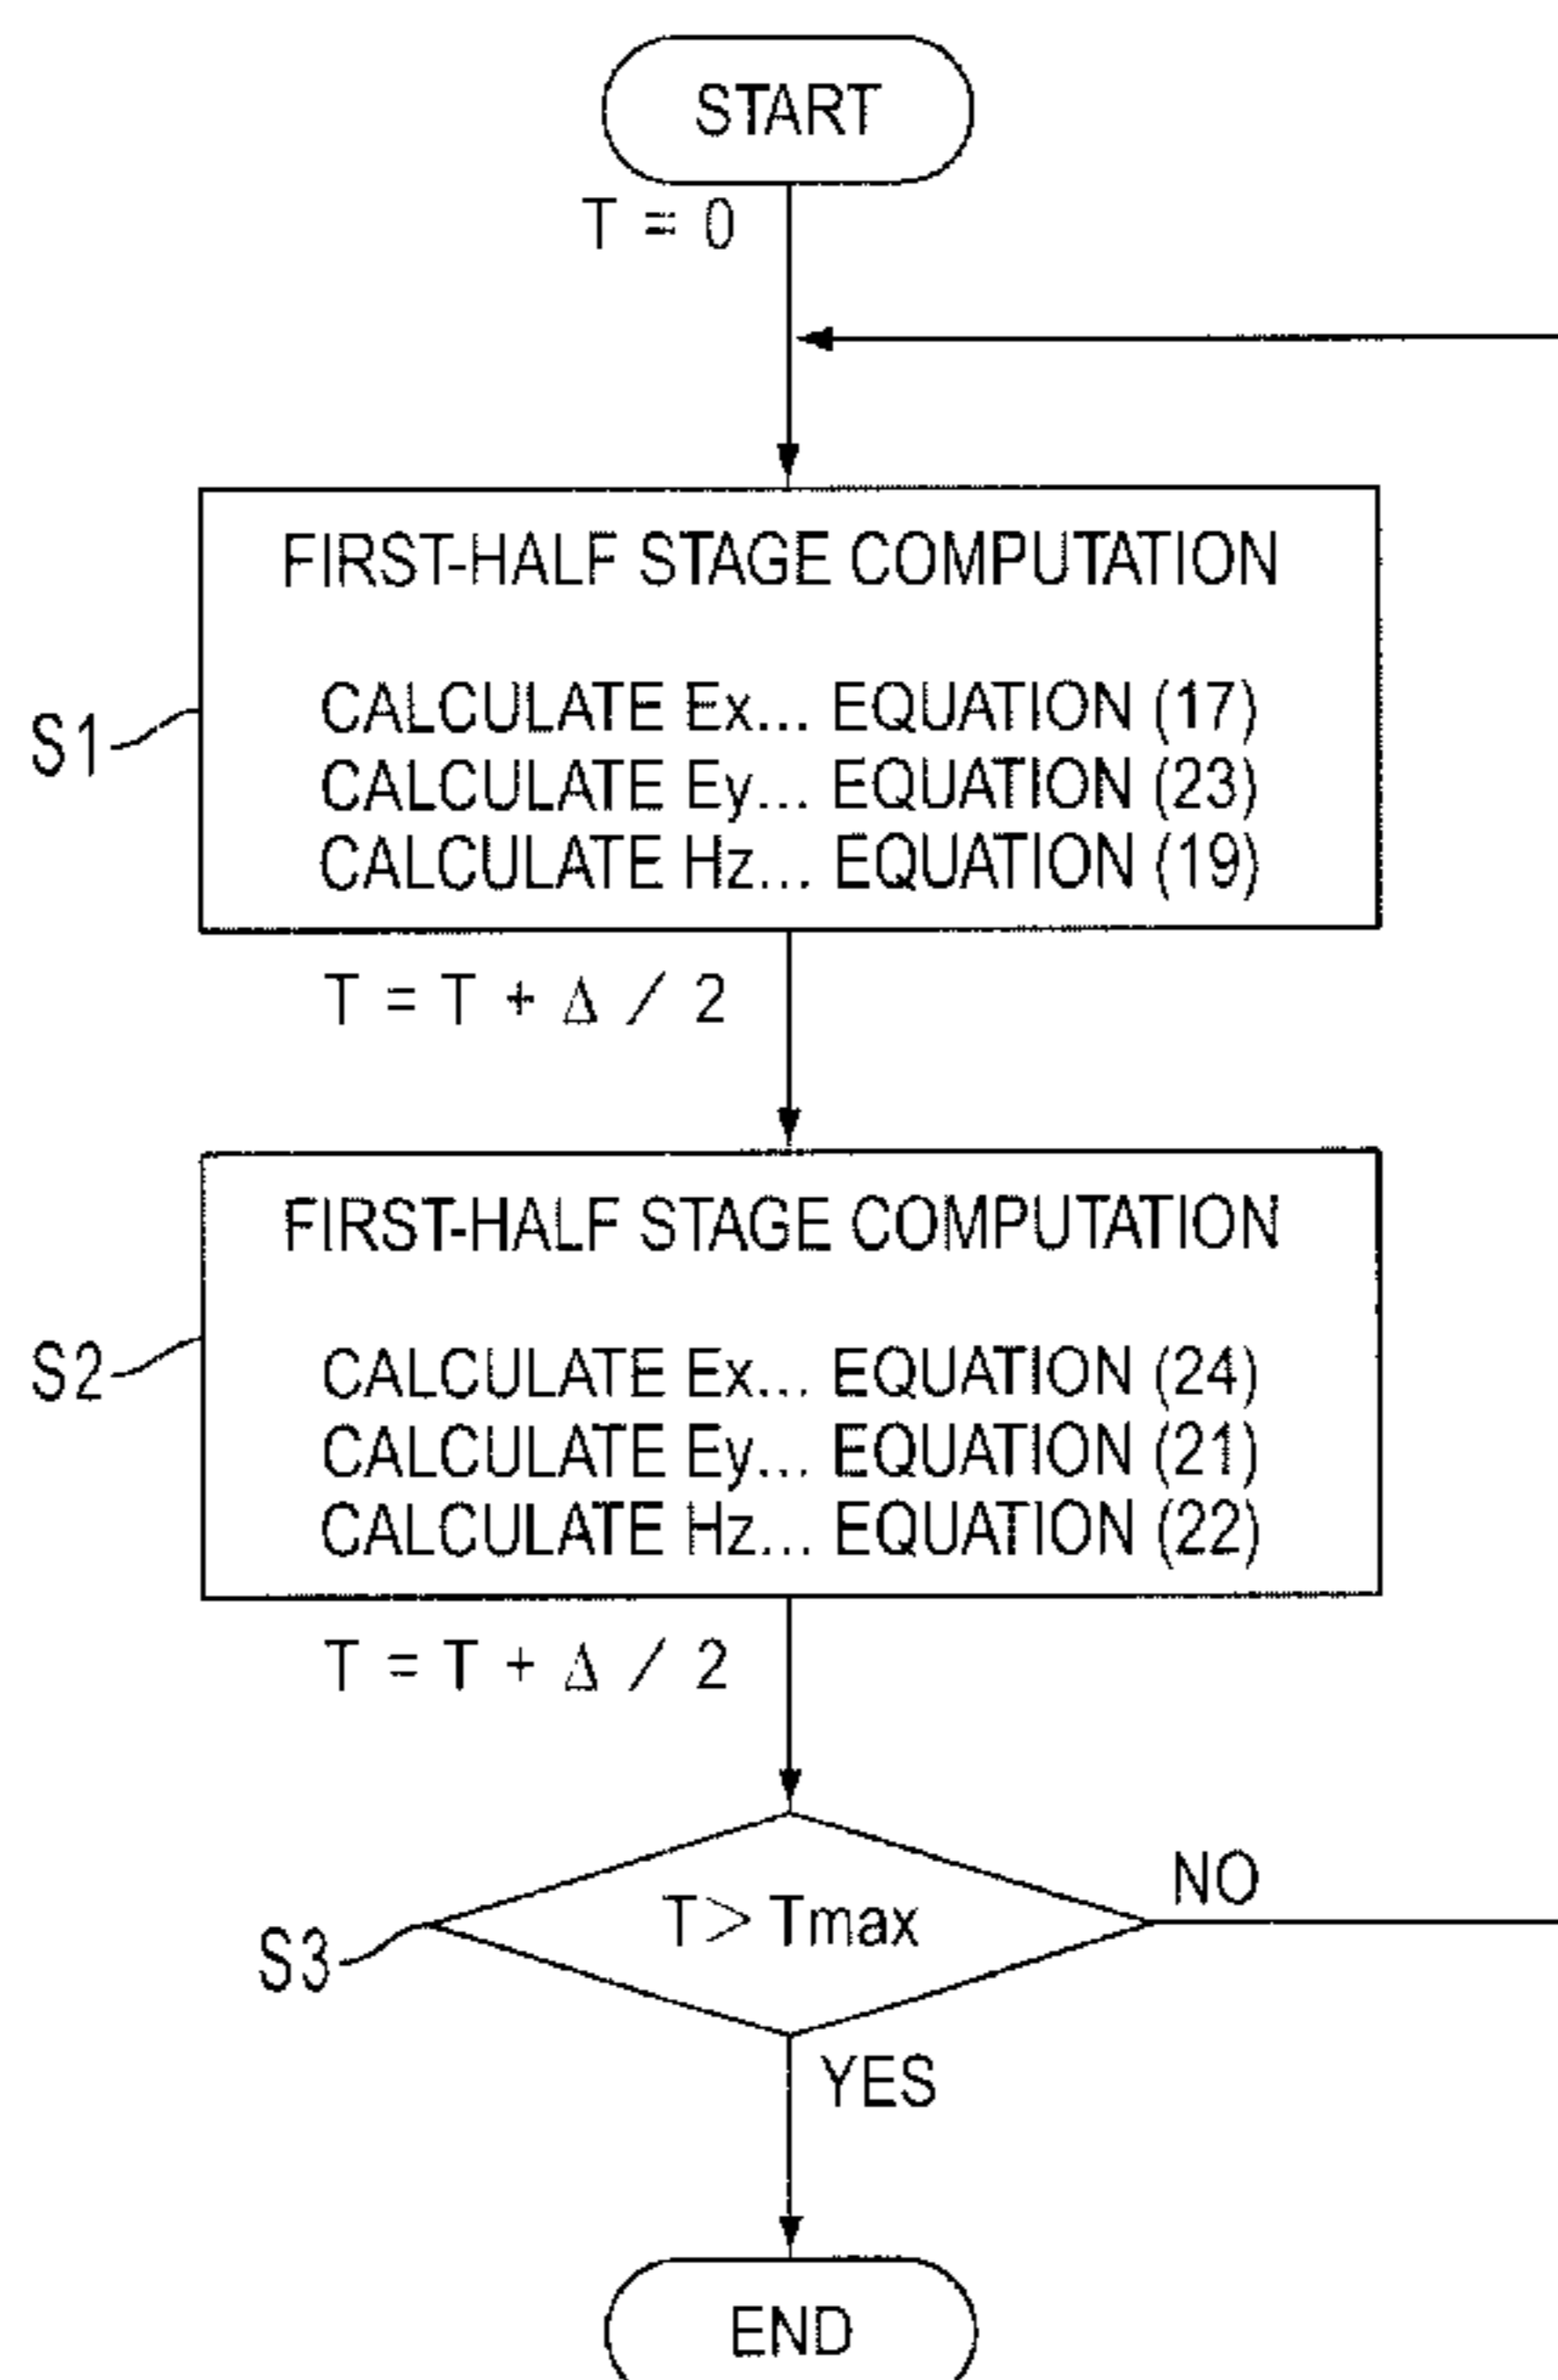 START
T = 0
FIRST-HALF STAGE COMPUTATION
S1
CALCULATE Ex... EQUATION (17)
CALCULATE Ey... EQUATION (23)
CALCULATE Hz... EQUATION (19)
T = T + Δ / 2
FIRST-HALF STAGE COMPUTATION
S2
CALCULATE Ex... EQUATION (24)
CALCULATE Ey... EQUATION (21)
CALCULATE Hz... EQUATION (22)
T = T + Δ / 2
S3
T > Tmax
NO
YES
END